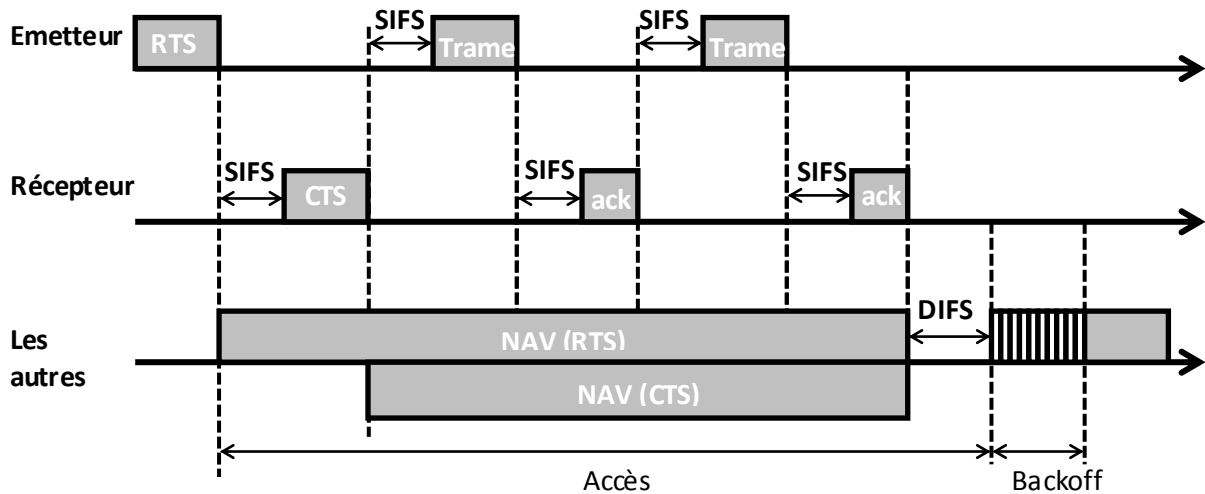 SIFS SIFS
Emetteur RTS Trame Trame
SIFS SIFS SIFS
Récepteur CTS ack ack
DIFS
Les
autres
NAV (RTS)
NAV (CTS)
Accès Backoff